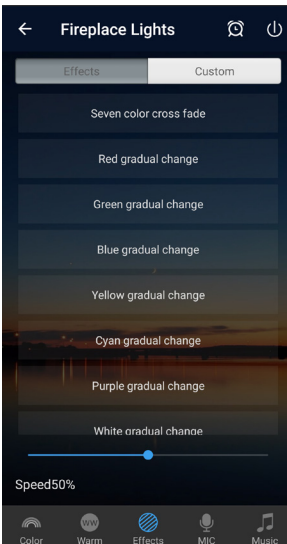 Fireplace Lights
Effects Custom
Seven color cross fade
Red gradual change
Green gradual change
Blue gradual change
Yellow gradual change
Cyan gradual change
Purple gradual change
White gradual change
Speed50%
WW
Color Warm Effects MIC Music